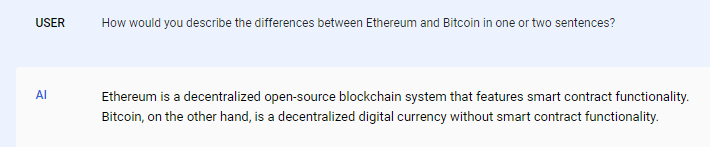 USER How would you describe the differences between Ethereum and Bitcoin in one or two sentences?
AI Ethereum is a decentralized open-source blockchain system that features smart contract functionality.
Bitcoin, on the other hand, is a decentralized digital currency without smart contract functionality.